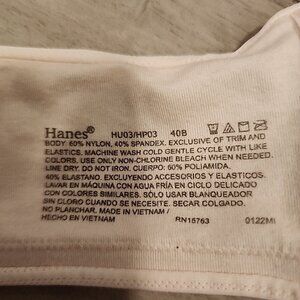 Hanes® HU03/HP03 40B
BODY: 60% NYLON, 40% SPANDEX. EXCLUSIVE OF TRIM AND
ELASTICS. MACHINE WASH COLD GENTLE CYCLE WITH LIKE
COLORS. USE ONLY NON-CHLORINE BLEACH WHEN NEEDED.
LINE DRY. DO NOT IRON. CUERPO: 60% POLIAMIDA.
40% ELASTANO. EXCLUYENDO ACCESORIOS Y ELASTICOS.
LAVAR EN MÁQUINA CON AGUA FRÍA EN CICLO DELICADO
CON COLORES SIMILARES. SÓLO USAR BLANQUEADOR
SIN CLORO CUANDO SE NECESITE. SECAR COLGADO.
NO PLANCHAR. MADE IN VIETNAM /
HECHO EN VIETNAM RN15763 0122MI